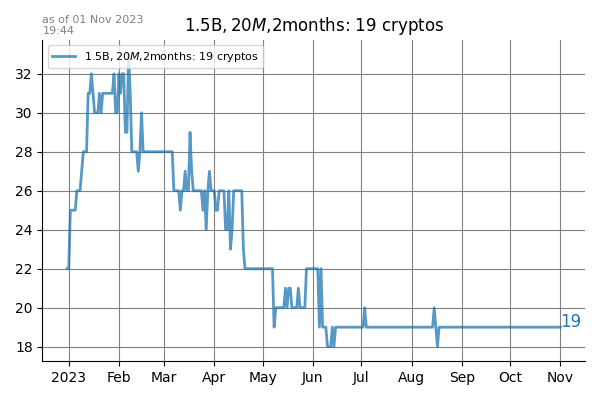 as of 01 Nov 2023
19:44
1.5B, 20M,2months: 19 cryptos
1.5B, 20M,2months: 19 cryptos
32
30
28
26
24
22
20
18
19
2023 Feb Mar Apr May Jun Jul Aug Sep Oct Nov